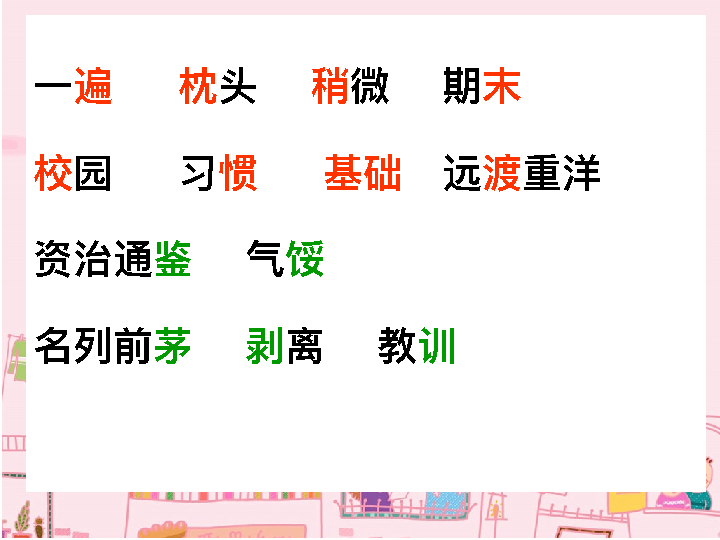 一遍 枕头 稍微 期末
校园 习惯 基础 远渡重洋
资治通鉴 气馁
名列前茅 剥离 教训